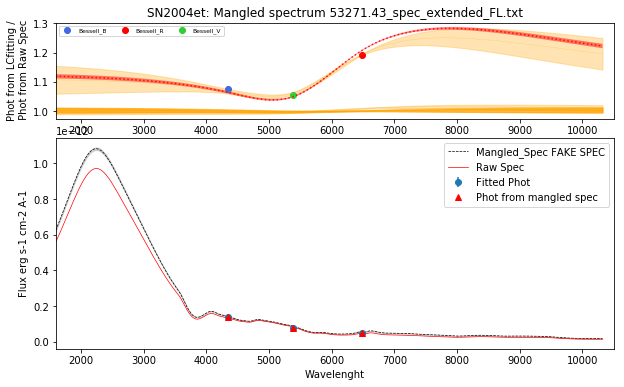 SN2004et: Mangled spectrum 53271.43_spec_extended_FL.txt
Phot from LCfitting /
Phot from Raw Spec
1.3
1.2
1.1
1.0
Bessell_B
Bessell_R
Bessell_V
2000 3000 4000 5000 6000 7000 8000 9000 10000
1e−12
Flux erg s-1 cm-2 A-1
1.0
0.8
0.6
0.4
0.2
0.0
Mangled_Spec FAKE SPEC
Raw Spec
Fitted Phot
Phot from mangled spec
2000 3000 4000 5000 6000 7000 8000 9000 10000
Wavelenght